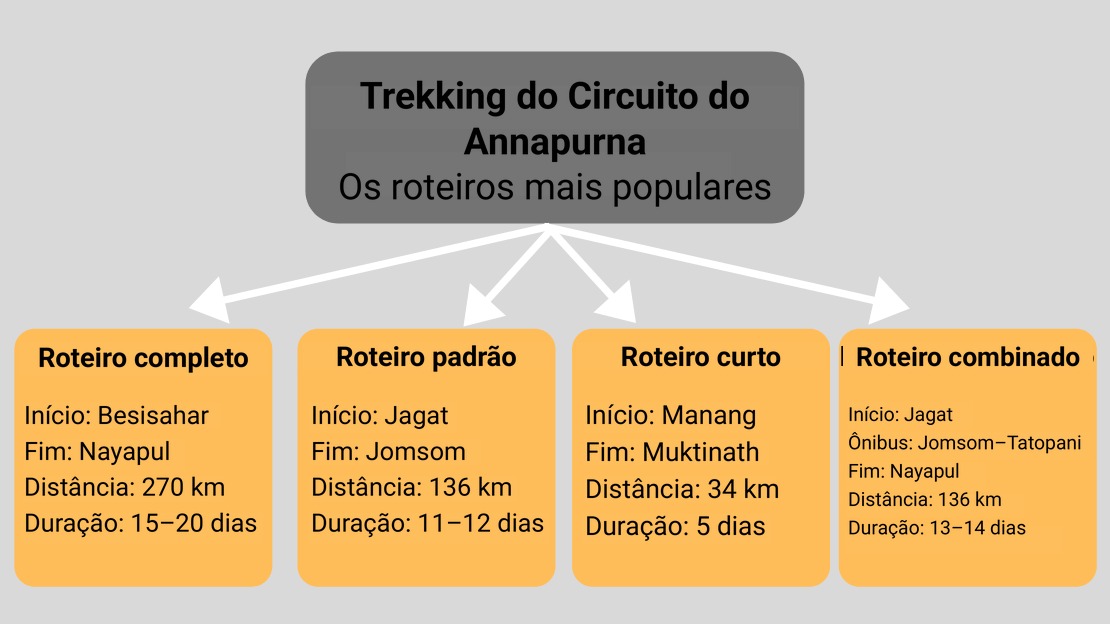 Trekking do Circuito do
Annapurna
Os roteiros mais populares
Roteiro completo
Início: Besisahar
Fim: Nayapul
Distância: 270 km
Duração: 15–20 dias
Roteiro padrão
Início: Jagat
Fim: Jomsom
Distância: 136 km
Duração: 11–12 dias
Roteiro curto
Início: Manang
Fim: Muktinath
Distância: 34 km
Duração: 5 dias
Roteiro combinado
Início: Jagat
Ônibus: Jomsom–Tatopani
Fim: Nayapul
Distância: 136 km
Duração: 13–14 dias